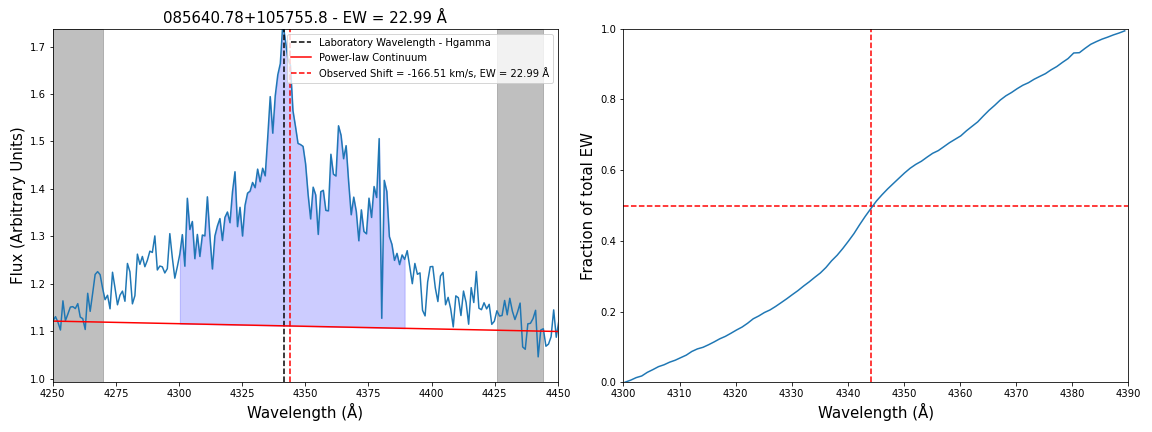 085640.78+105755.8 - EW = 22.99 Å
Laboratory Wavelength - Hgamma
Power-law Continuum
Observed Shift = -166.51 km/s, EW = 22.99 Å
Flux (Arbitrary Units)
1.7
1.6
1.5
1.4
1.3
1.2
1.1
1.0
4250 4275 4300 4325 4350 4375 4400 4425 4450
Wavelength (Å)
Fraction of total EW
1.0
0.8
0.6
0.4
0.2
0.0
4300 4310 4320 4330 4340 4350 4360 4370 4380 4390
Wavelength (Å)